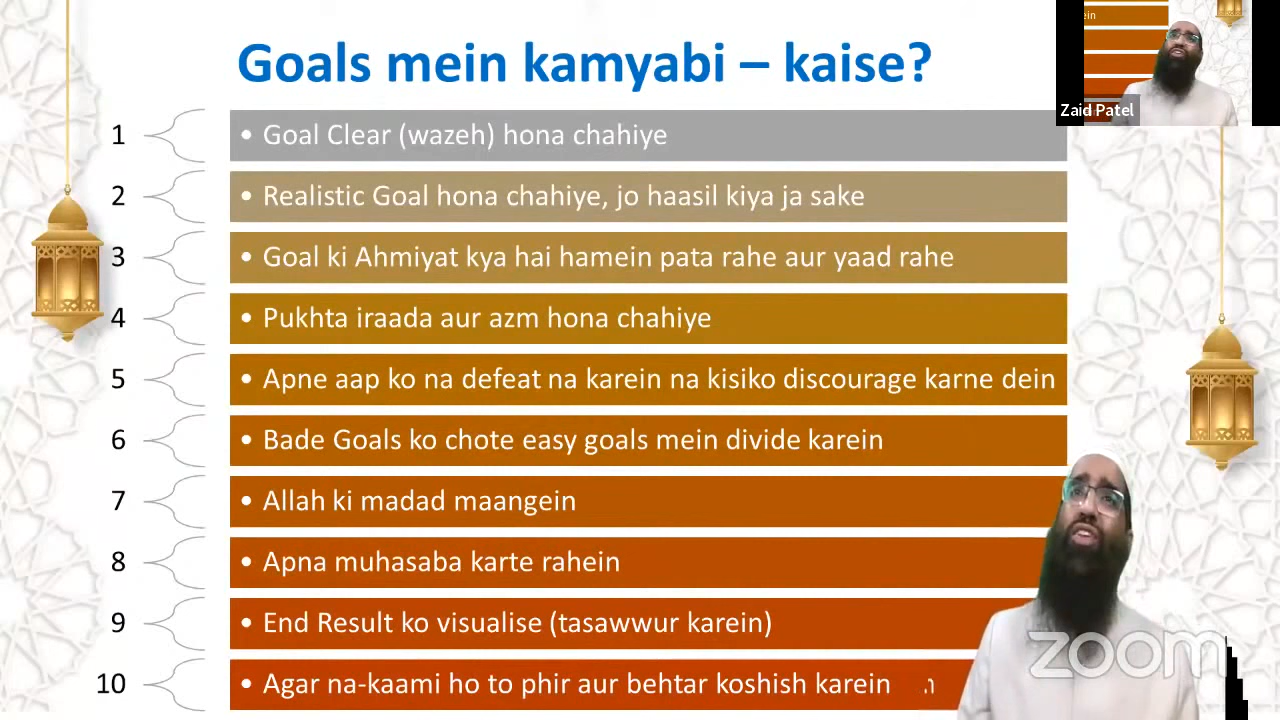 Goals mein kamyabi – kaise?
ein
Zaid Patel
1 • Goal Clear (wazeh) hona chahiye
2 • Realistic Goal hona chahiye, jo haasil kiya ja sake
3 • Goal ki Ahmiyat kya hai hamein pata rahe aur yaad rahe
4 • Pukhta iraada aur azm hona chahiye
5 • Apne aap ko na defeat na karein na kisiko discourage karne dein
6 • Bade Goals ko chote easy goals mein divide karein
7 • Allah ki madad maangein
8 • Apna muhasaba karte rahein
9 • End Result ko visualise (tasawwur karein)
10 • Agar na-kaami ho to phir aur behtar koshish karein
zoom